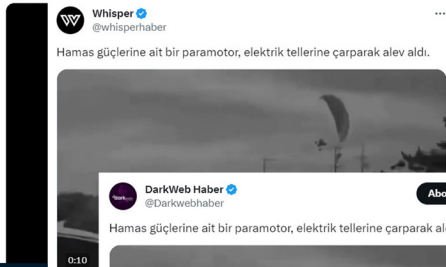 Whisper
@whisperhaber
Hamas güçlerine ait bir paramotor, elektrik tellerine çarparak alev aldı.
DarkWeb Haber
@Darkwebhaber
Abo
Hamas güçlerine ait bir paramotor, elektrik tellerine çarparak al
0:10